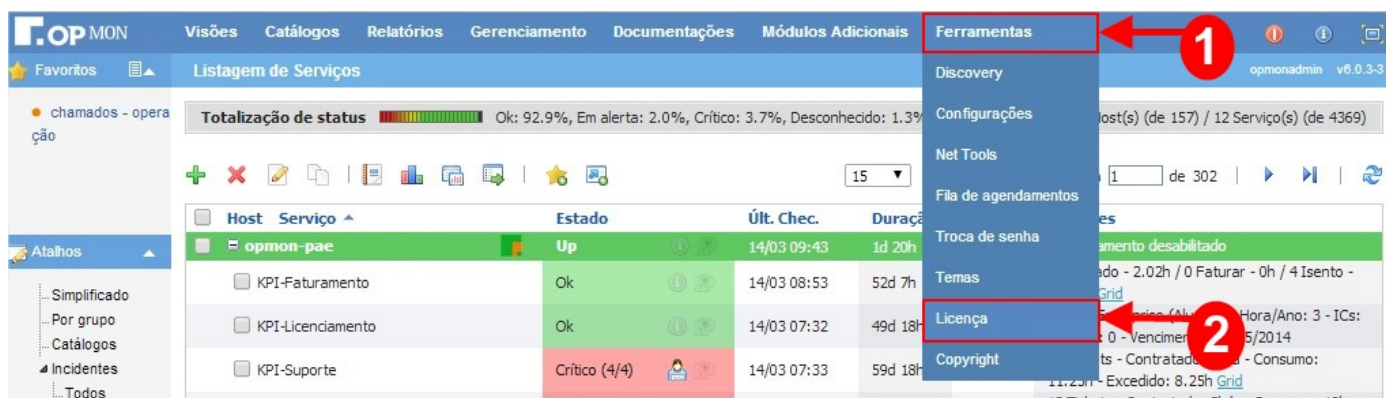 OPMON Visões Catálogos Relatórios Gerenciamento Documentações Módulos Adicionais Ferramentas 1
Favoritos Listagem de Serviços Discovery opmonadmin v6.0.3-3
chamados - opera
ção
Totalização de status Ok: 92.9%, Em alerta: 2.0%, Crítico: 3.7%, Desconhecido: 1.3% Configurações Host(s) (de 157) / 12 Serviço(s) (de 4369)
Net Tools
15 1 de 302
Fila de agendamentos
Host Serviço Estado Últ. Chec.
Atalhos opmon-pae Up 14/03 09:43 1d 20h Troca de senha amento desabilitado
Simplificado KPI-Faturamento Ok 14/03 08:53 52d 7h Temas ado - 2.02h / 0 Faturar - 0h / 4 Isento -
Grid
Por grupo KPI-Licenciamento Ok 14/03 07:32 49d 18h Licença Hora/Ano: 3 - ICs:
2
Catálogos : 0 - Vencimen 5/2014
Incidentes KPI-Suporte Crítico (4/4) 14/03 07:33 59d 18h Copyright ts - Contratado - Consumo:
Todos - Excedido: 8.25h Grid